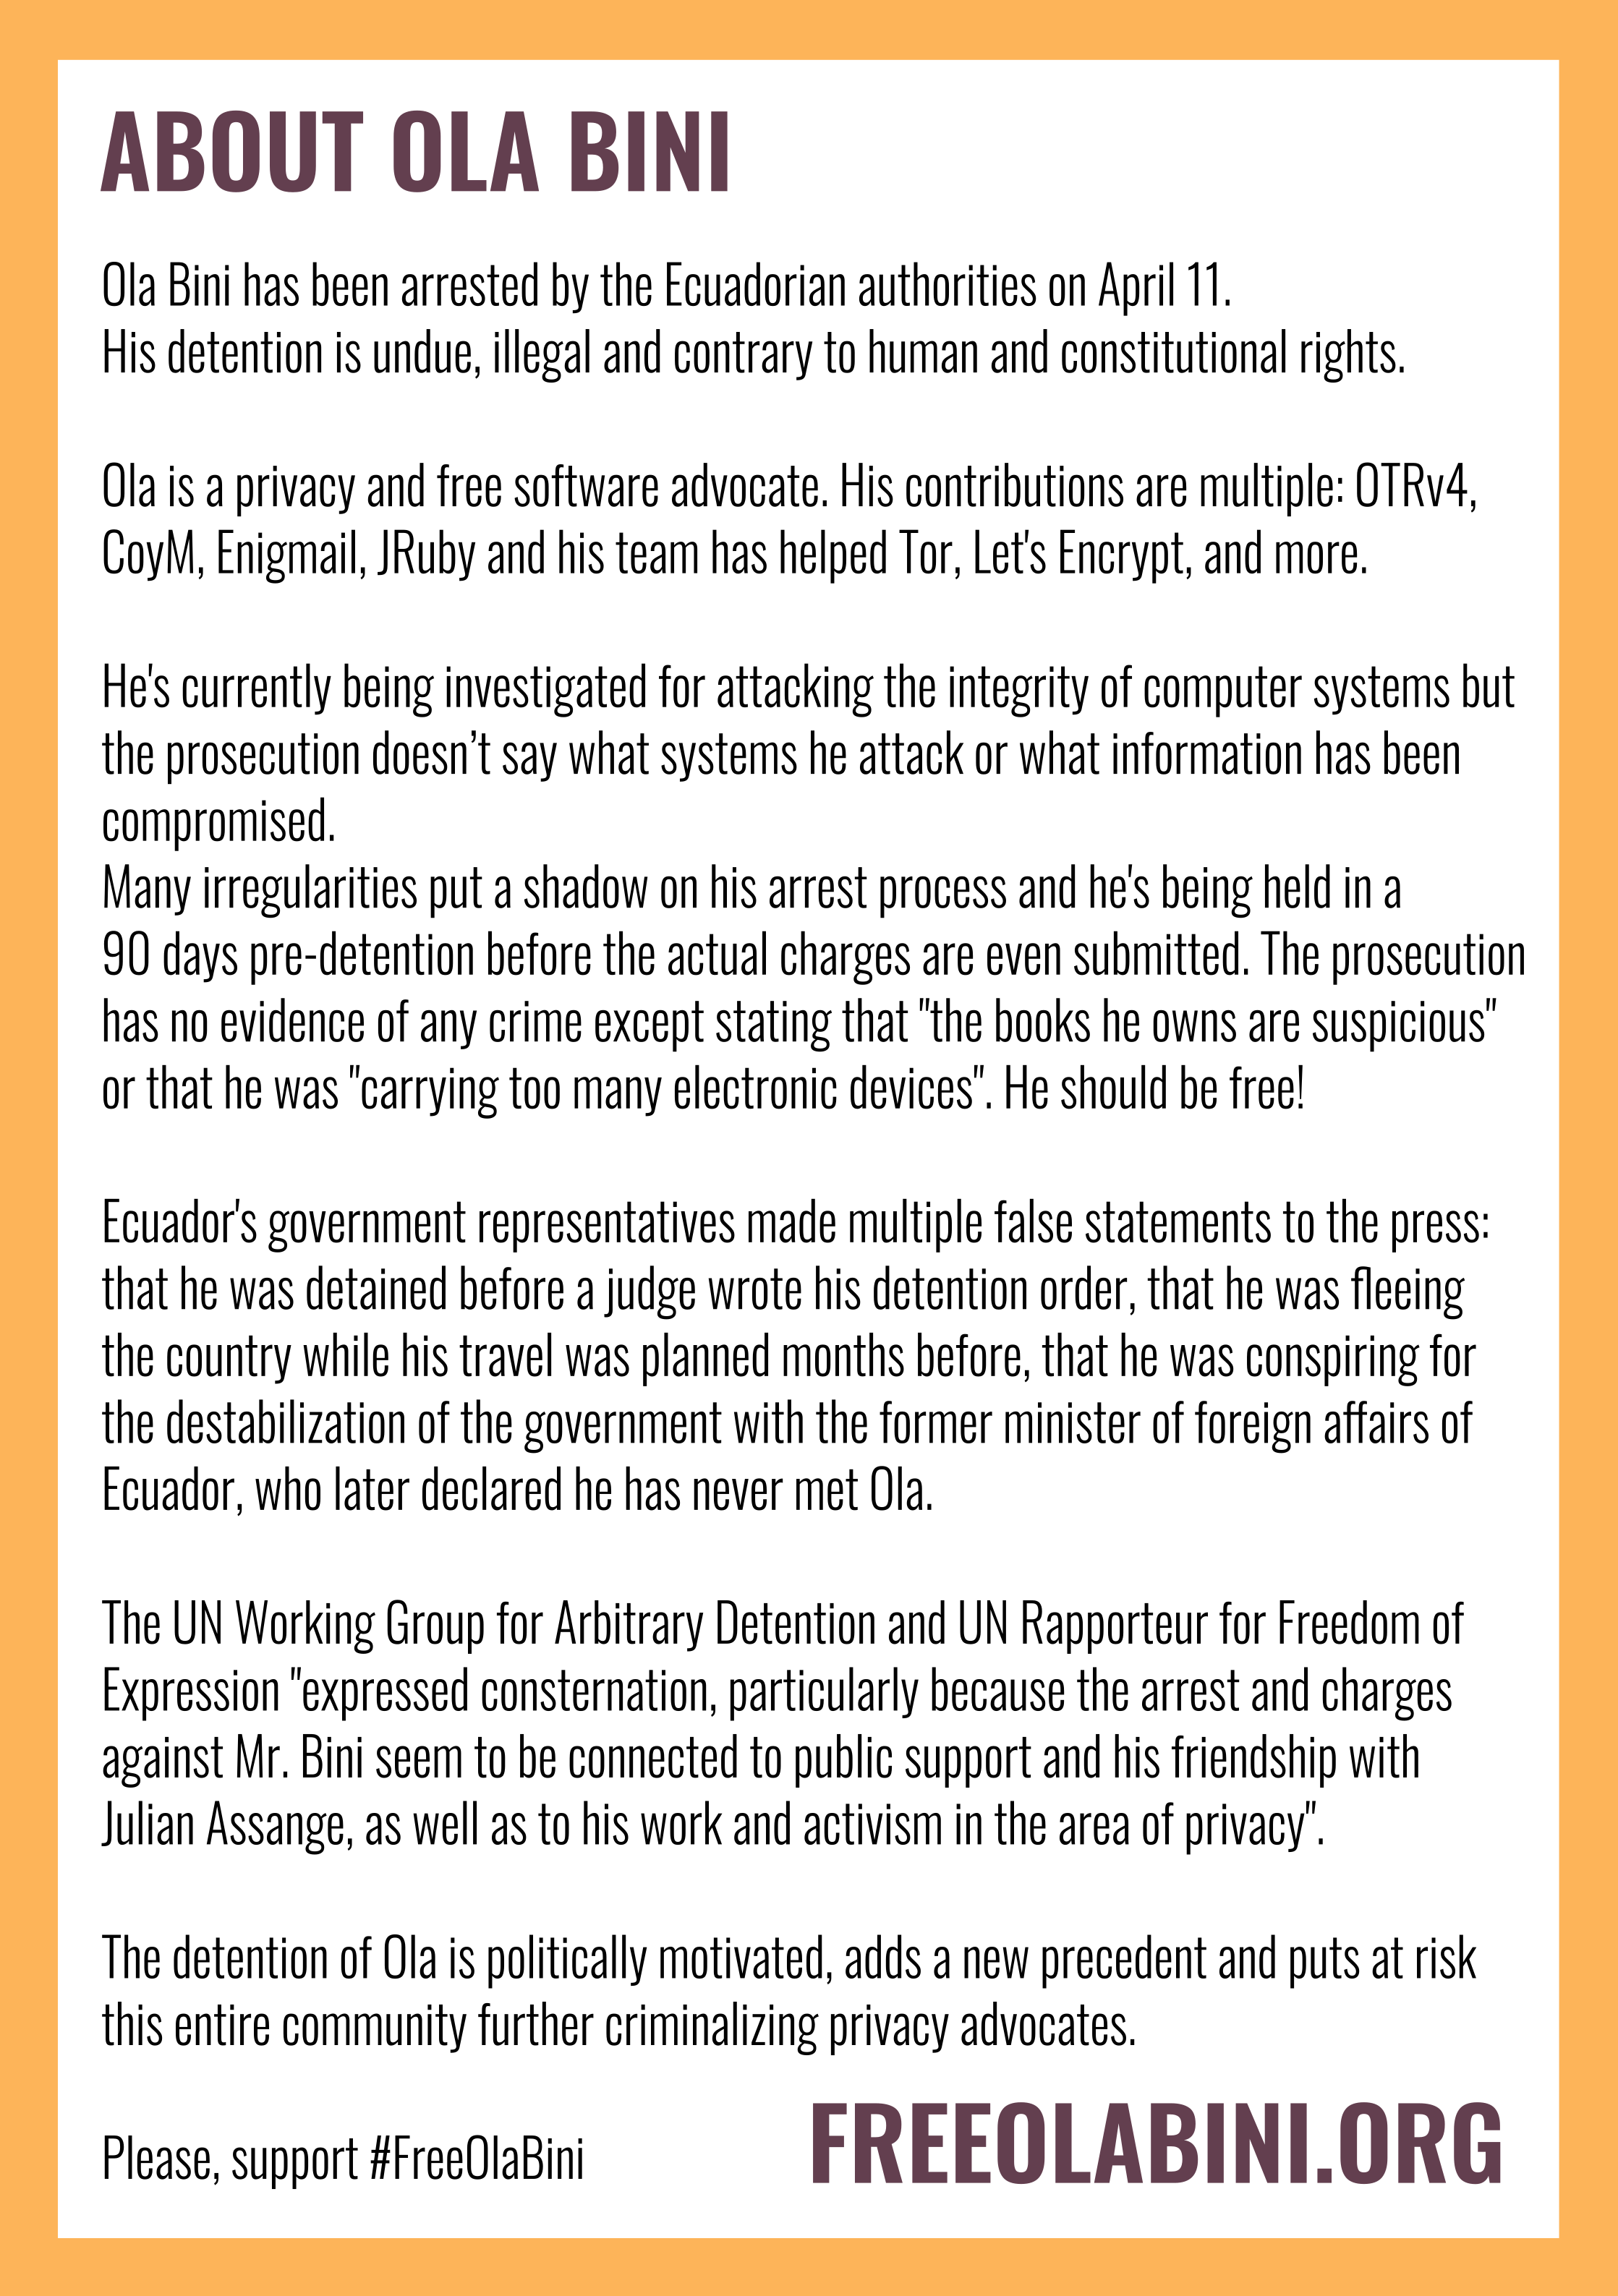 ABOUT OLA BINI
Ola Bini has been arrested by the Ecuadorian authorities on April 11.
His detention is undue, illegal and contrary to human and constitutional rights.
Ola is a privacy and free software advocate. His contributions are multiple: OTRv4,
CoyM, Enigmail, JRuby and his team has helped Tor, Let's Encrypt, and more.
He's currently being investigated for attacking the integrity of computer systems but
the prosecution doesn’t say what systems he attack or what information has been
compromised.
Many irregularities put a shadow on his arrest process and he's being held in a
90 days pre-detention before the actual charges are even submitted. The prosecution
has no evidence of any crime except stating that "the books he owns are suspicious"
or that he was "carrying too many electronic devices". He should be free!
Ecuador's government representatives made multiple false statements to the press:
that he was detained before a judge wrote his detention order, that he was fleeing
the country while his travel was planned months before, that he was conspiring for
the destabilization of the government with the former minister of foreign affairs of
Ecuador, who later declared he has never met Ola.
The UN Working Group for Arbitrary Detention and UN Rapporteur for Freedom of
Expression "expressed consternation, particularly because the arrest and charges
against Mr. Bini seem to be connected to public support and his friendship with
Julian Assange, as well as to his work and activism in the area of privacy".
The detention of Ola is politically motivated, adds a new precedent and puts at risk
this entire community further criminalizing privacy advocates.
Please, support #FreeOlaBini
FREEOLABINI.ORG